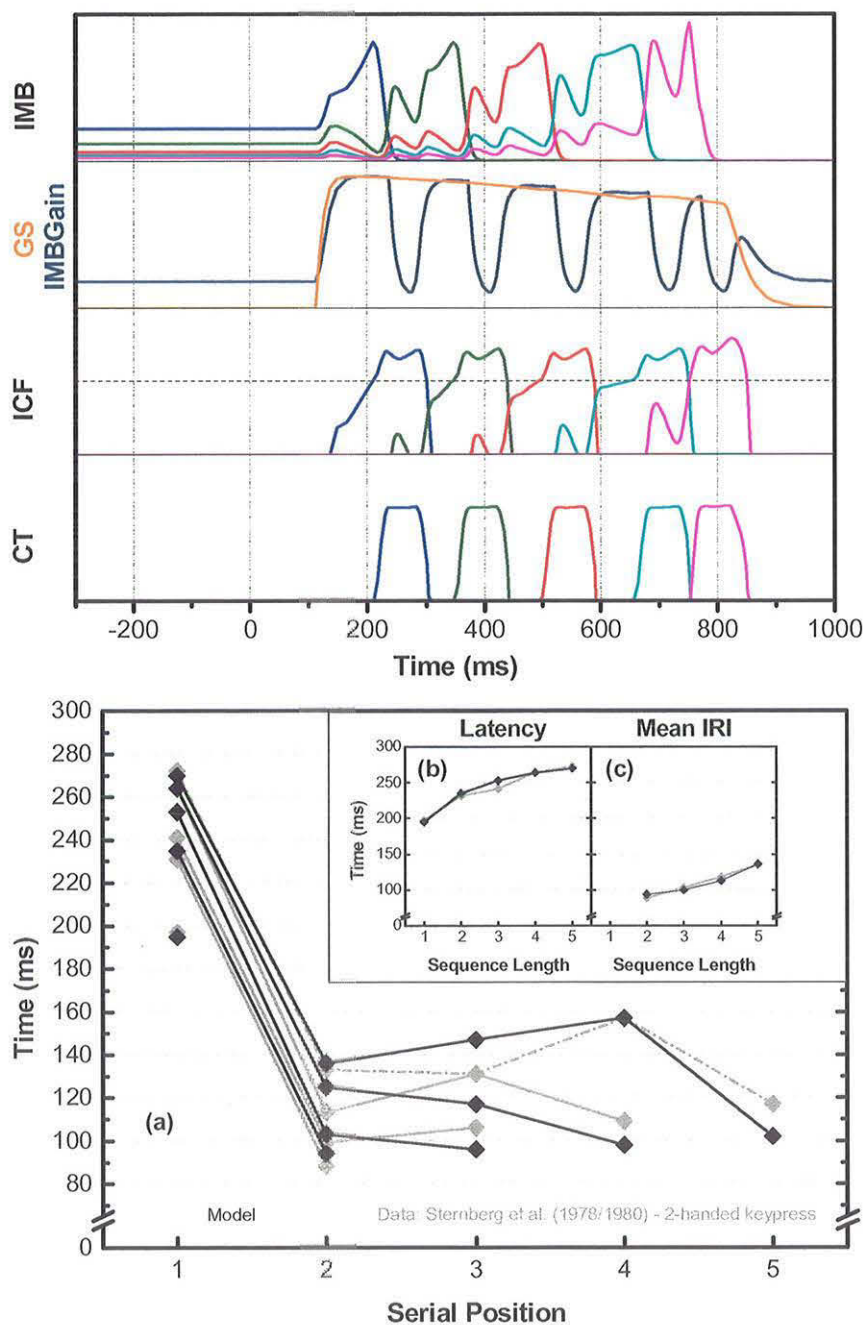 IMB
GS
IMBGain
ICF
CT
-200 0 200 400 600 800 1000
Time (ms)
300
280
260
240
220
200
180
160
140
120
100
80
0
Time (ms)
(a)
Latency
Mean IRI
300
250
200
150
100
0
Time (ms)
(b)
(c)
1 2 3 4 5
1 2 3 4 5
Sequence Length
Sequence Length
Model
Data: Sternberg et al. (1978/1980) - 2-handed keypress
1 2 3 4 5
Serial Position